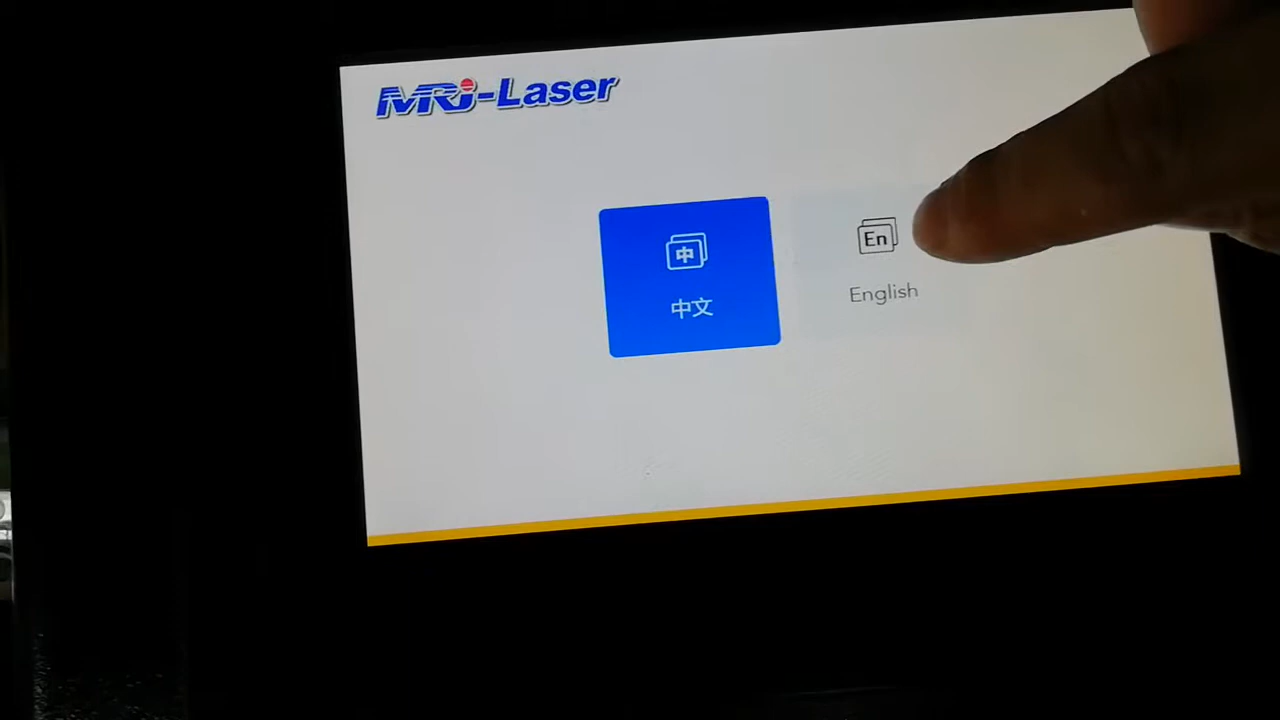 MRJ-Laser
中
中文
En
English